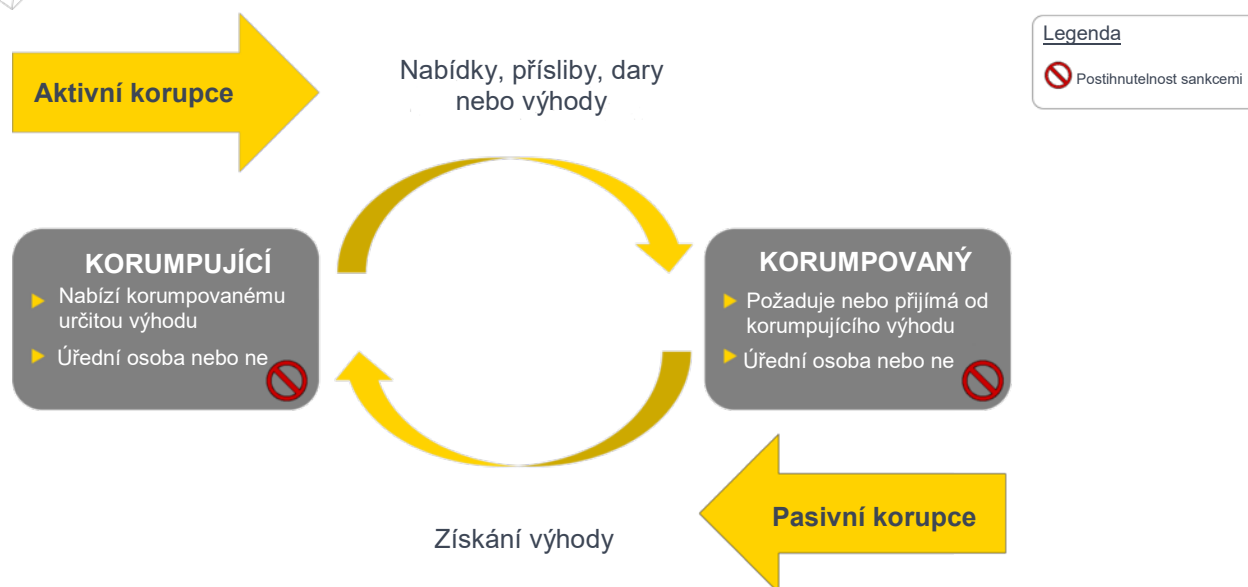 Legenda
Postihnutelnost sankcemi
Aktivní korupce
Nabídky, přísliby, dary
nebo výhody
KORUMPUJÍCÍ
Nabízí korumpovanému
určitou výhodu
Úřední osoba nebo ne
KORUMPOVANÝ
Požaduje nebo přijímá od
korumpujícího výhodu
Úřední osoba nebo ne
Pasivní korupce
Získání výhody